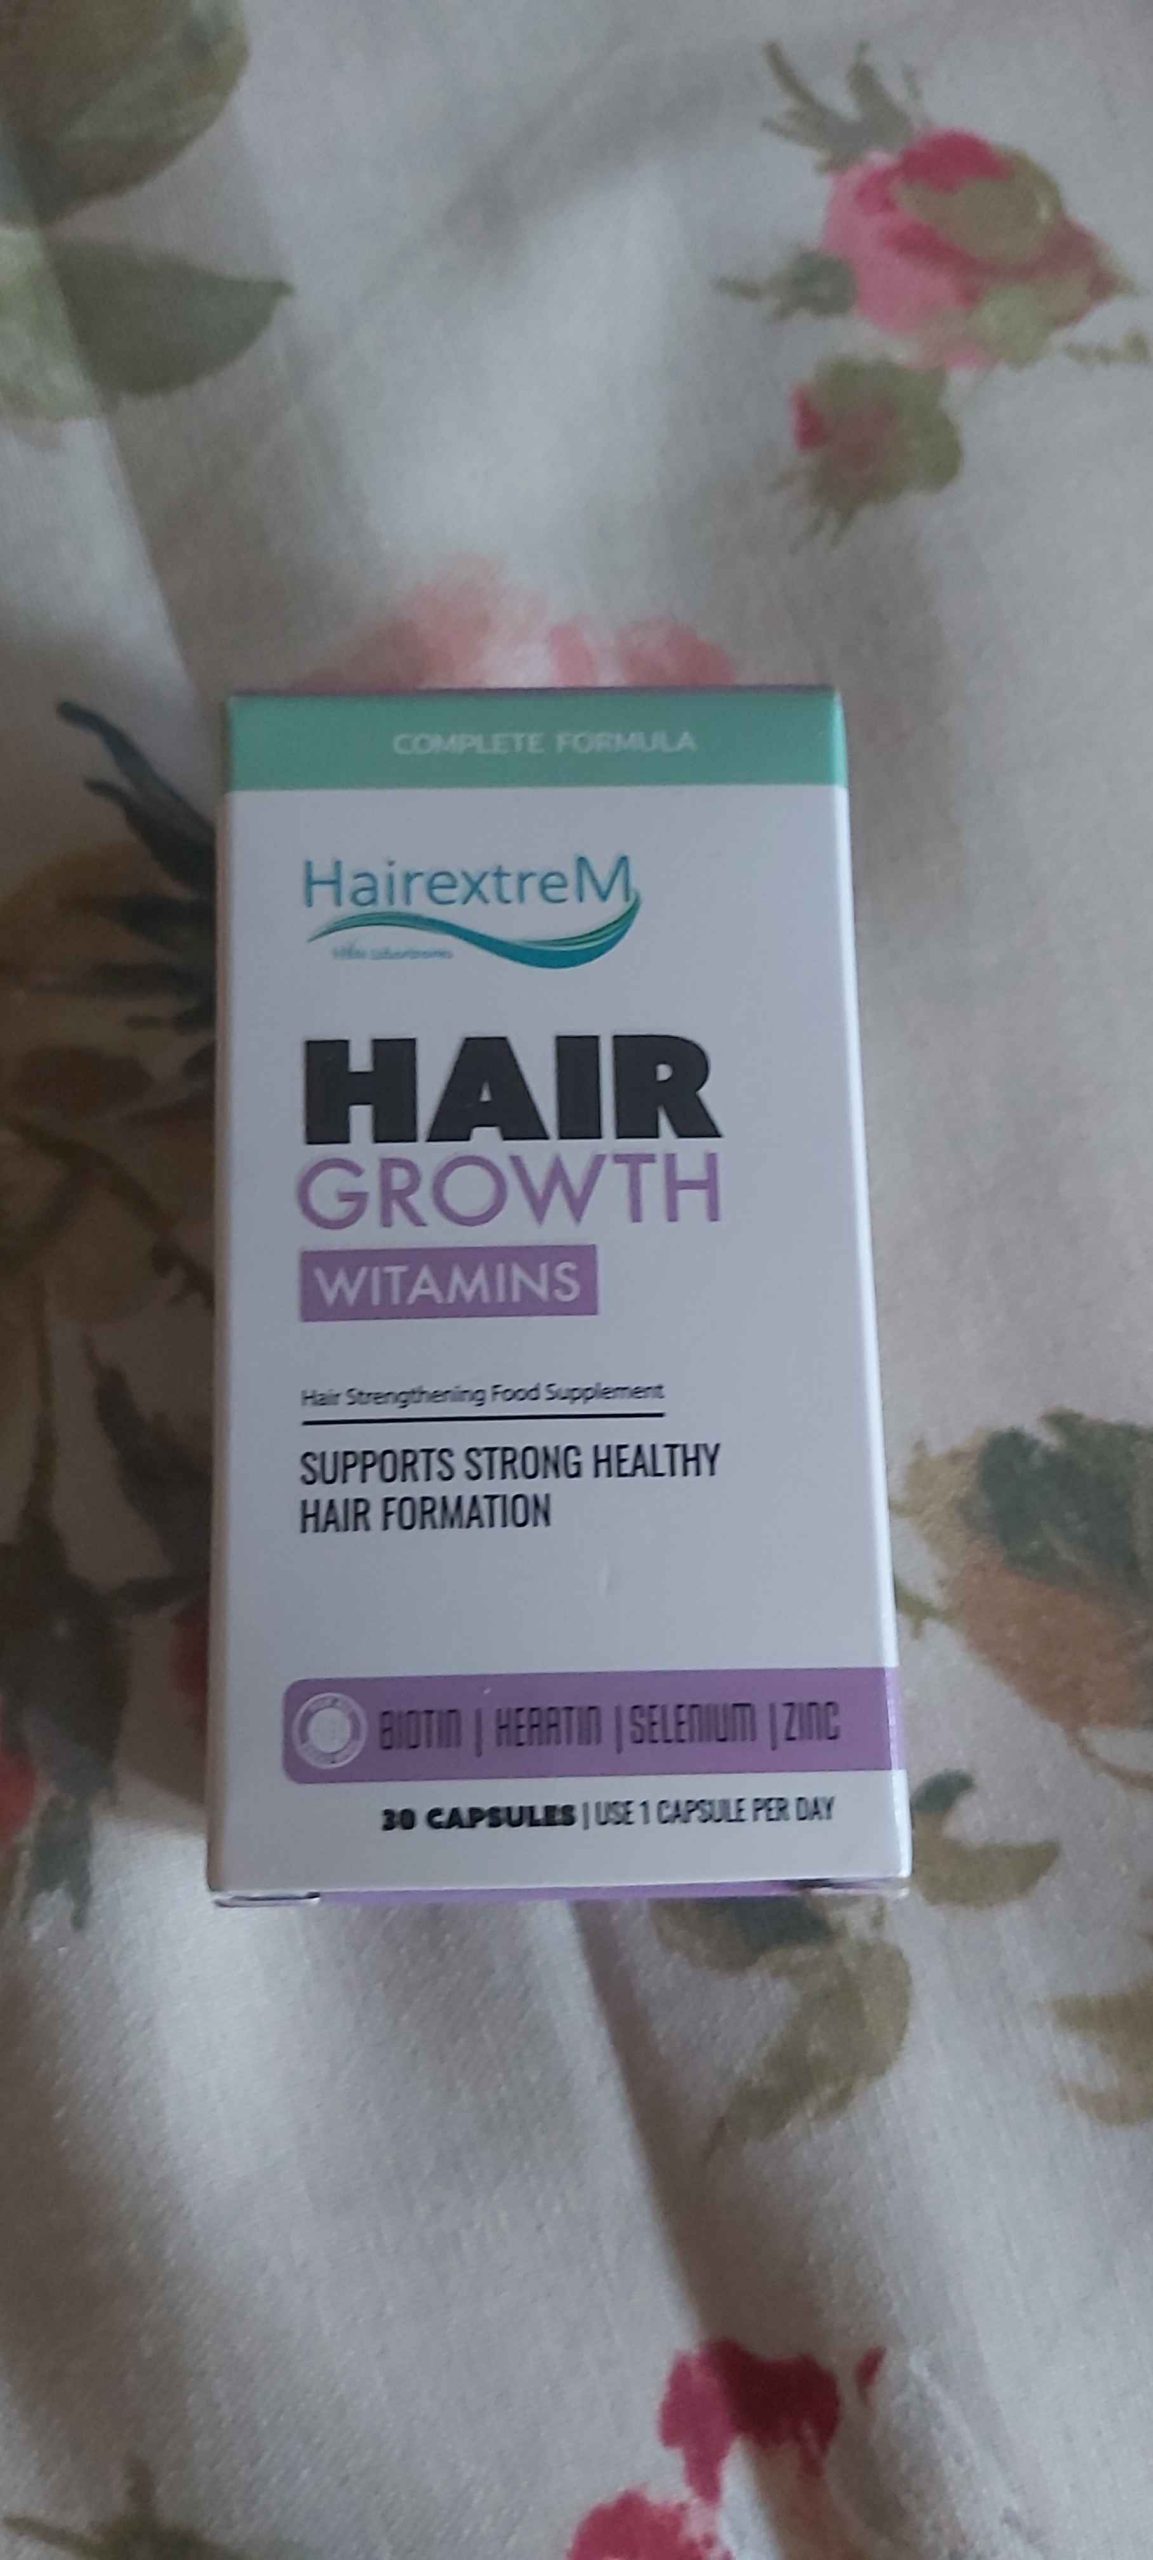 COMPLETE FORMULA
HairextreM
HAIR
GROWTH
WITAMINS
Hair Strengthening Food Supplement
SUPPORTS STRONG HEALTHY
HAIR FORMATION
BIOTIN | KERATIN | SELENIUM | ZINC
30 CAPSULES | USE 1 CAPSULE PER DAY